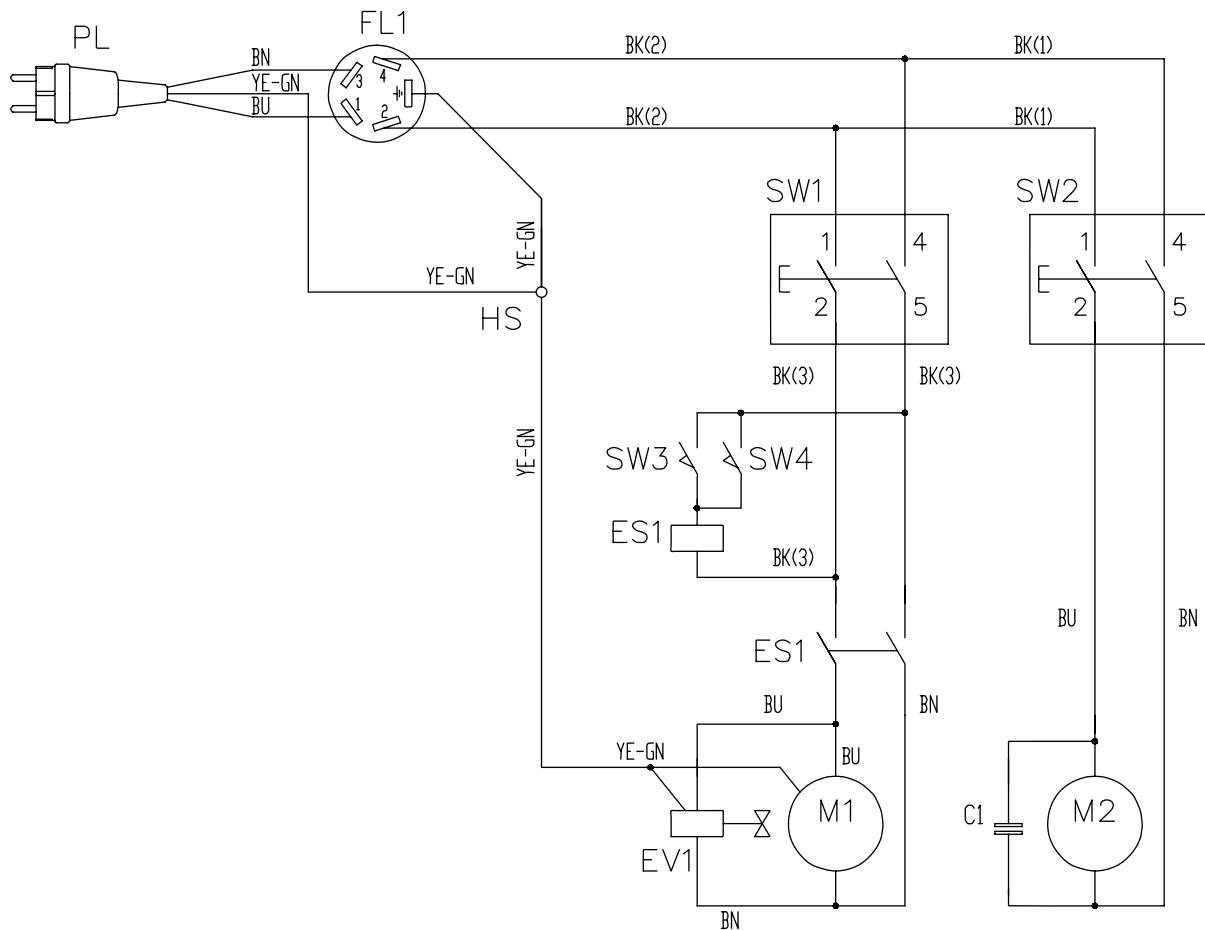 PL
FL1
BN
YE-GN
BU
3
4
1
2
BK(2)
BK(1)
BK(2)
BK(1)
SW1
SW2
1
4
2
5
1
4
2
5
YE-GN
YE-GN
HS
BK(3)
BK(3)
YE-GN
SW3
SW4
ES1
BK(3)
BU
BN
ES1
BU
BN
YE-GN
BU
M1
EV1
BN
C1
M2